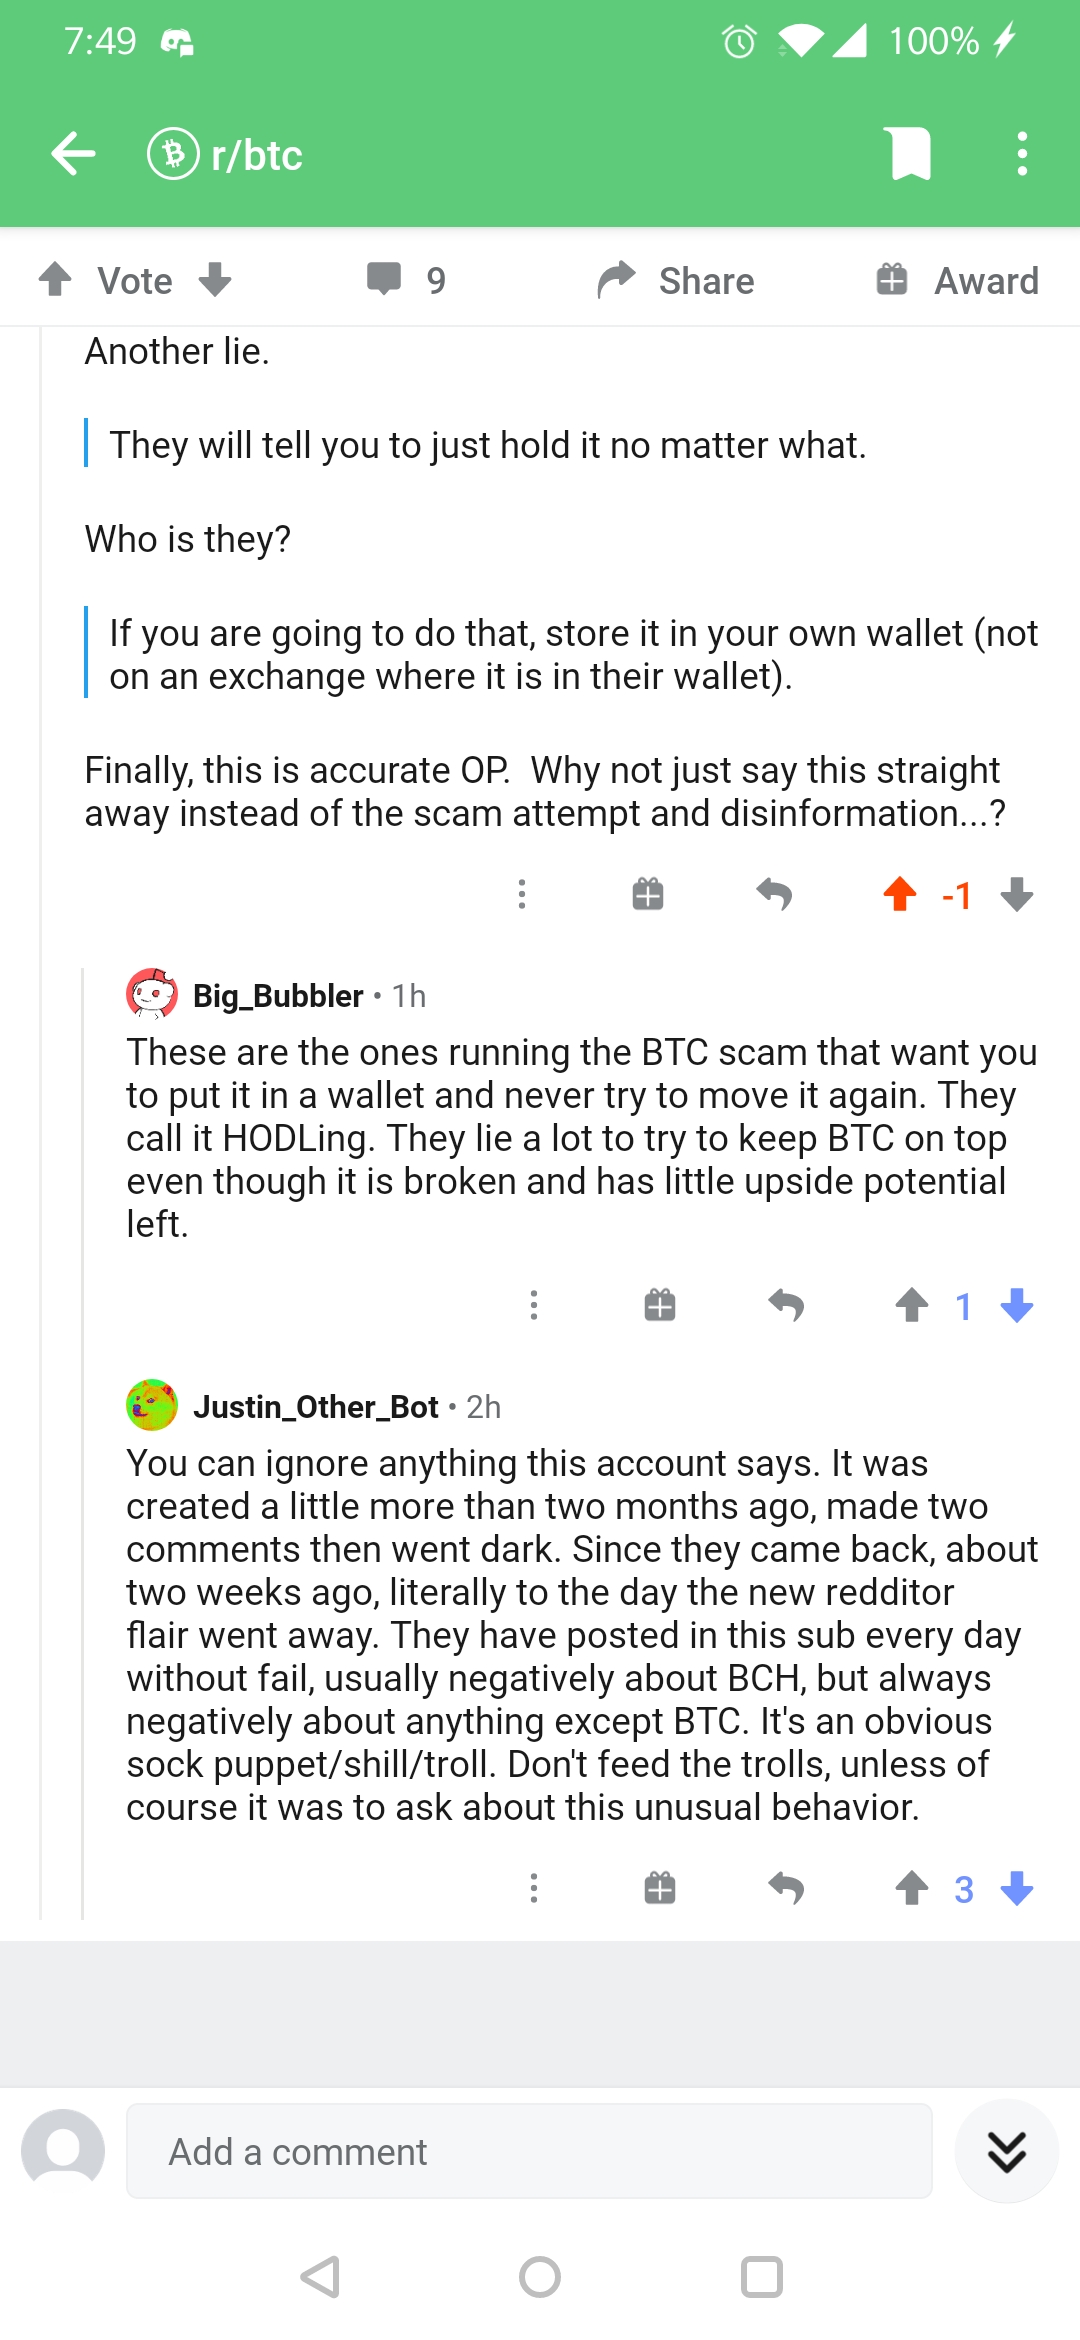 7:49
100%
r/btc
Vote
9
Share
Award
Another lie.
They will tell you to just hold it no matter what.
Who is they?
If you are going to do that, store it in your own wallet (not
on an exchange where it is in their wallet).
Finally, this is accurate OP.  Why not just say this straight
away instead of the scam attempt and disinformation...?
-1
Big_Bubbler • 1h
These are the ones running the BTC scam that want you
to put it in a wallet and never try to move it again. They
call it HODLing. They lie a lot to try to keep BTC on top
even though it is broken and has little upside potential
left.
1
Justin_Other_Bot • 2h
You can ignore anything this account says. It was
created a little more than two months ago, made two
comments then went dark. Since they came back, about
two weeks ago, literally to the day the new redditor
flair went away. They have posted in this sub every day
without fail, usually negatively about BCH, but always
negatively about anything except BTC. It's an obvious
sock puppet/shill/troll. Don't feed the trolls, unless of
course it was to ask about this unusual behavior.
3
Add a comment